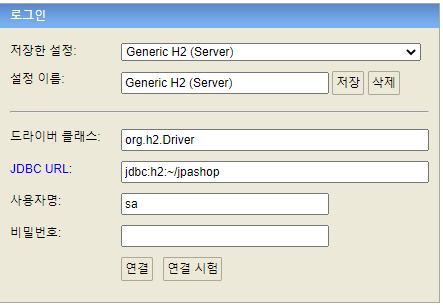 로그인
저장한 설정: Generic H2 (Server)
설정 이름: Generic H2 (Server) 저장 삭제
드라이버 클래스: org.h2.Driver
JDBC URL: jdbc:h2:~/jpashop
사용자명: sa
비밀번호:
연결 연결 시험